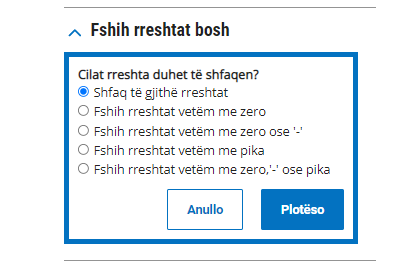 Fshih rreshtat bosh
Cilat rreshta duhet të shfaqen?
Shfaq të gjithë rreshtat
Fshih rreshtat vetëm me zero
Fshih rreshtat vetëm me zero ose '-'
Fshih rreshtat vetëm me pika
Fshih rreshtat vetëm me zero,'-' ose pika
Anullo
Plotëso